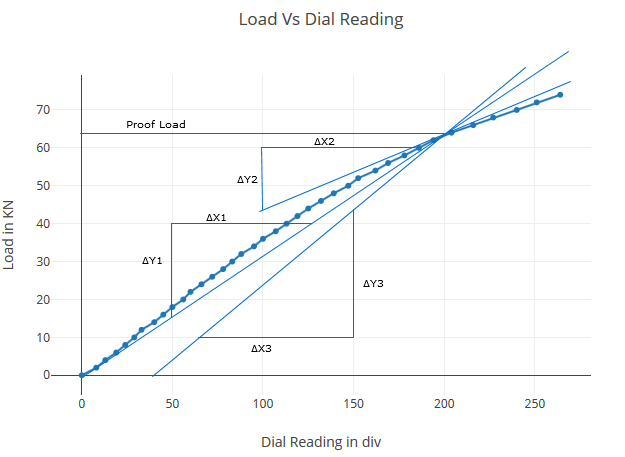 Load Vs Dial Reading
Load in KN
70
60
50
40
30
20
10
0
Proof Load
ΔX2
ΔY2
ΔX1
ΔY1
ΔY3
ΔX3
0
50
100
150
200
250
Dial Reading in div